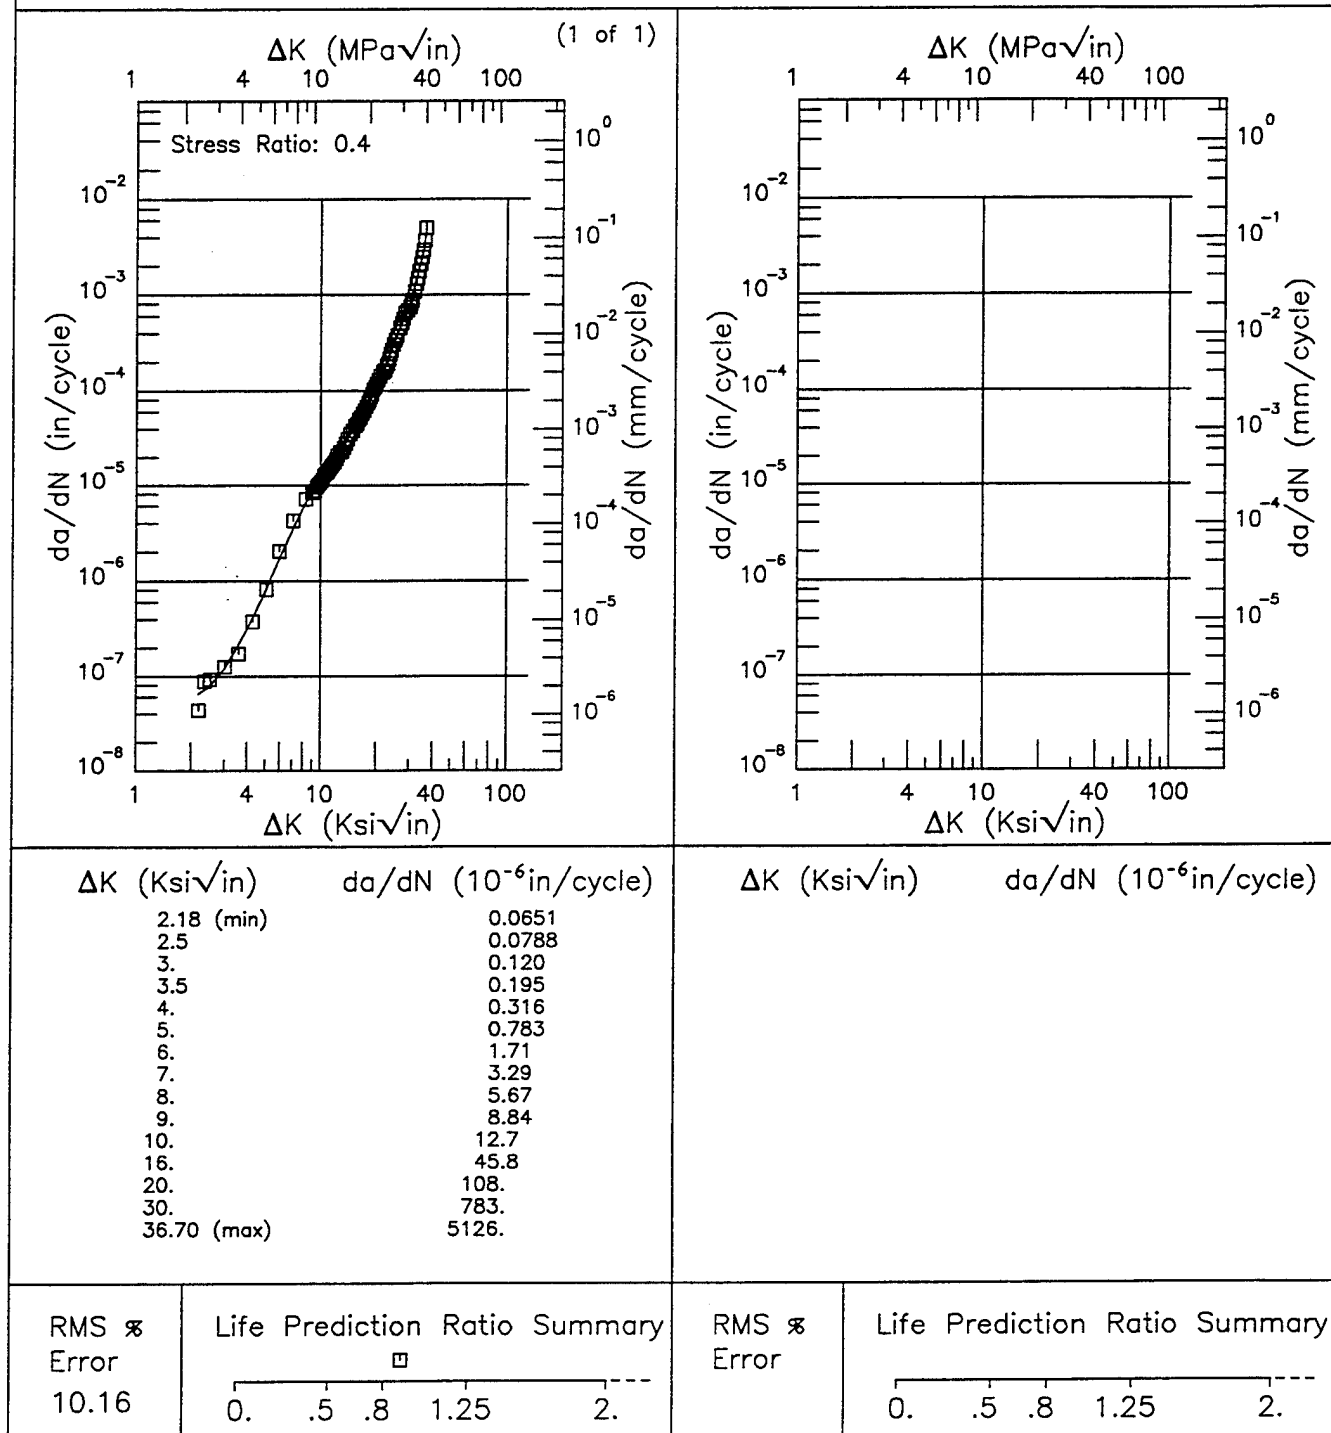 (1 of 1)
ΔK (MPa√in)
1 4 10 40 100
Stress Ratio: 0.4
10⁰
10⁻²
10⁻¹
10⁻³
10⁻²
10⁻⁴
10⁻³
10⁻⁵
10⁻⁴
10⁻⁶
10⁻⁵
10⁻⁷
10⁻⁶
10⁻⁸
da/dN (in/cycle)
da/dN (mm/cycle)
1 4 10 40 100
ΔK (Ksi√in)
ΔK (MPa√in)
1 4 10 40 100
10⁰
10⁻²
10⁻¹
10⁻³
10⁻²
10⁻⁴
10⁻³
10⁻⁵
10⁻⁴
10⁻⁶
10⁻⁵
10⁻⁷
10⁻⁶
10⁻⁸
da/dN (in/cycle)
da/dN (mm/cycle)
1 4 10 40 100
ΔK (Ksi√in)
ΔK (Ksi√in) da/dN (10⁻⁶in/cycle)
2.18 (min) 0.0651
2.5 0.0788
3. 0.120
3.5 0.195
4. 0.316
5. 0.783
6. 1.71
7. 3.29
8. 5.67
9. 8.84
10. 12.7
16. 45.8
20. 108.
30. 783.
36.70 (max) 5126.
ΔK (Ksi√in) da/dN (10⁻⁶in/cycle)
RMS %
Error
10.16
Life Prediction Ratio Summary
0. .5 .8 1.25 2.
RMS %
Error
Life Prediction Ratio Summary
0. .5 .8 1.25 2.